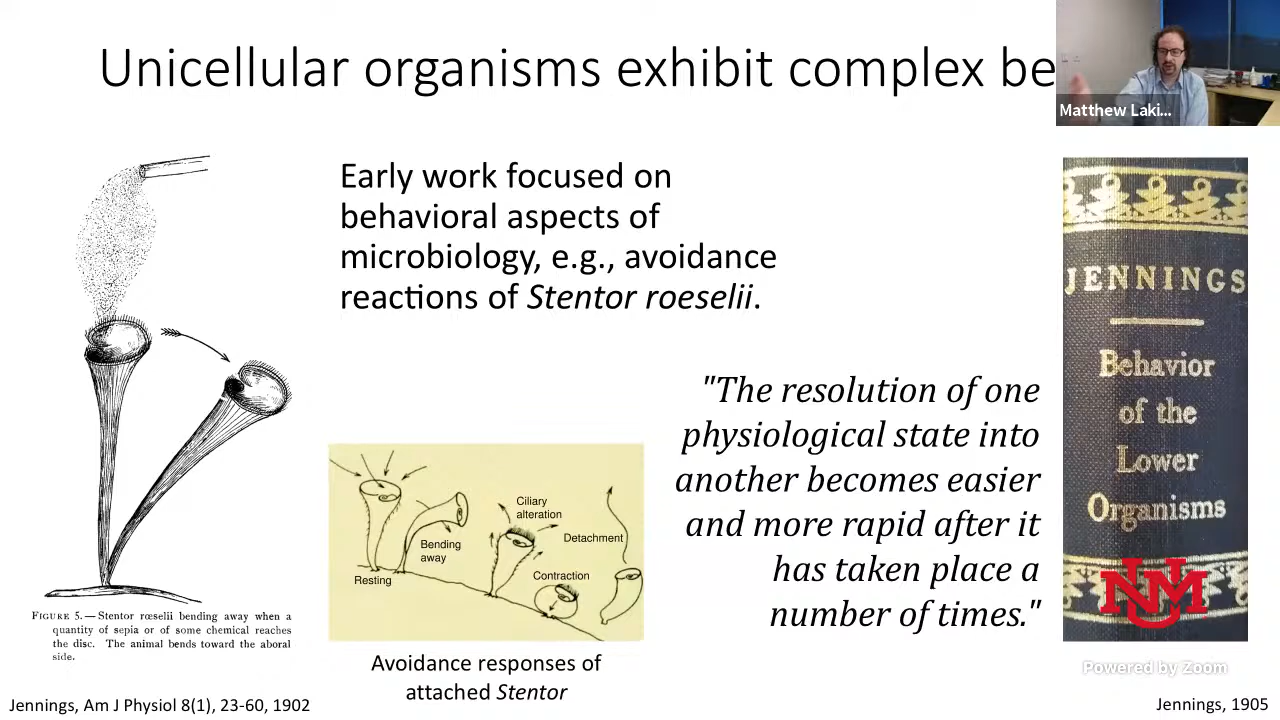 Unicellular organisms exhibit complex be
Matthew Laki...
Early work focused on
behavioral aspects of
microbiology, e.g., avoidance
reactions of Stentor roeselii.
"The resolution of one
physiological state into
another becomes easier
and more rapid after it
has taken place a
number of times."
JENNINGS
Behavior
of the
Lower
Organisms
UNM
Resting
Bending
away
Ciliary
alteration
Detachment
Contraction
Avoidance responses of
attached Stentor
FIGURE 5.—Stentor rœselii bending away when a
quantity of sepia or of some chemical reaches
the disc. The animal bends toward the aboral
side.
Jennings, Am J Physiol 8(1), 23-60, 1902
Powered by Zoom
Jennings, 1905